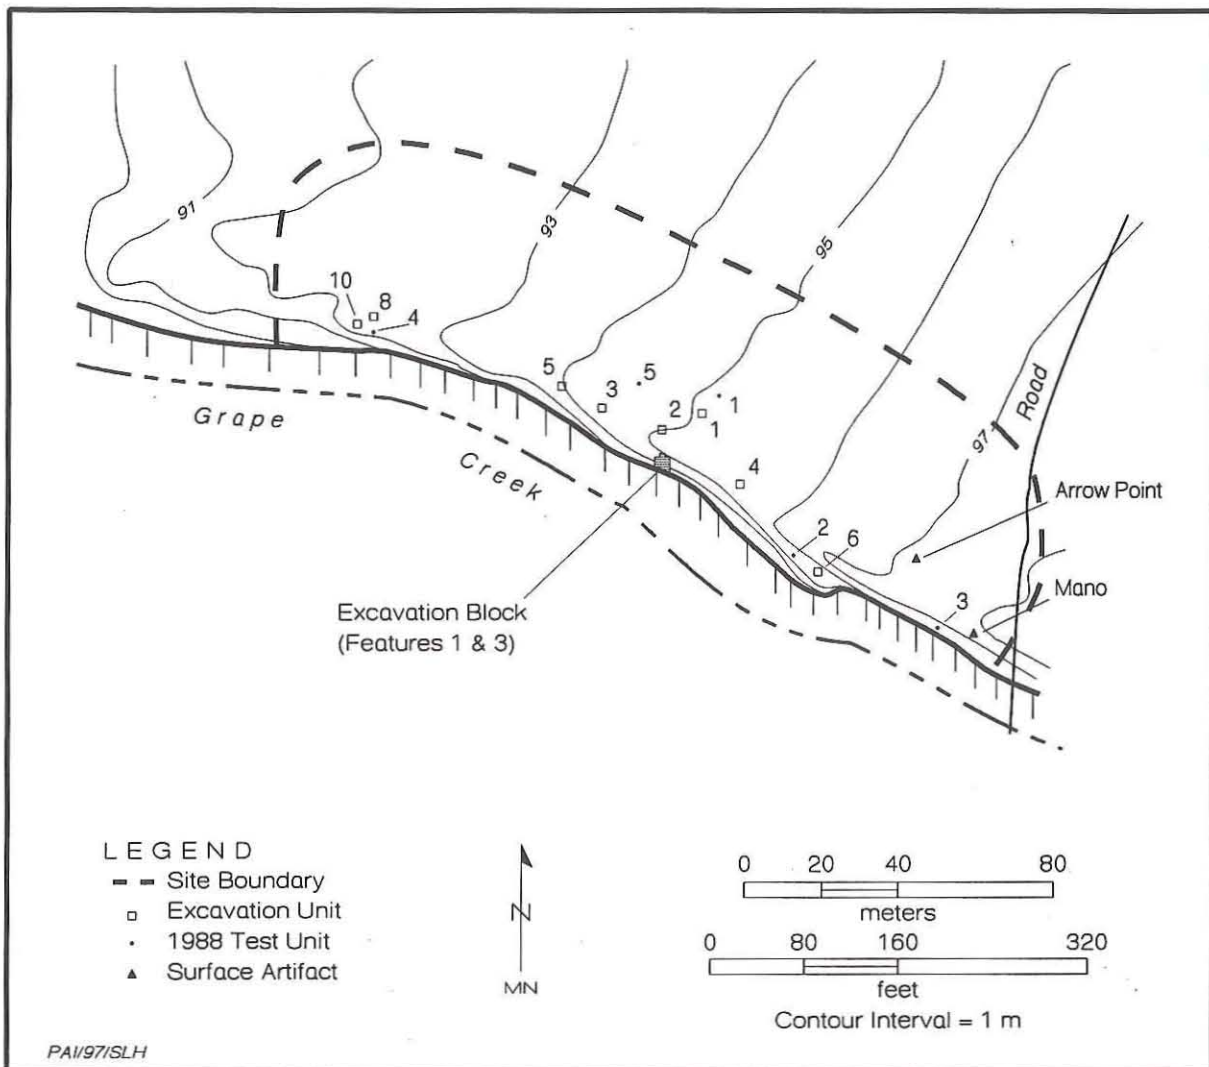 91
93
95
10
8
4
5
5
3
2
1
1
4
Grape
Creek
97
Road
Arrow Point
2
6
Mano
3
Excavation Block
(Features 1 & 3)
LEGEND
Site Boundary
Excavation Unit
1988 Test Unit
Surface Artifact
N
MN
0 20 40 80
meters
0 80 160 320
feet
Contour Interval = 1 m
PAI/97/SLH